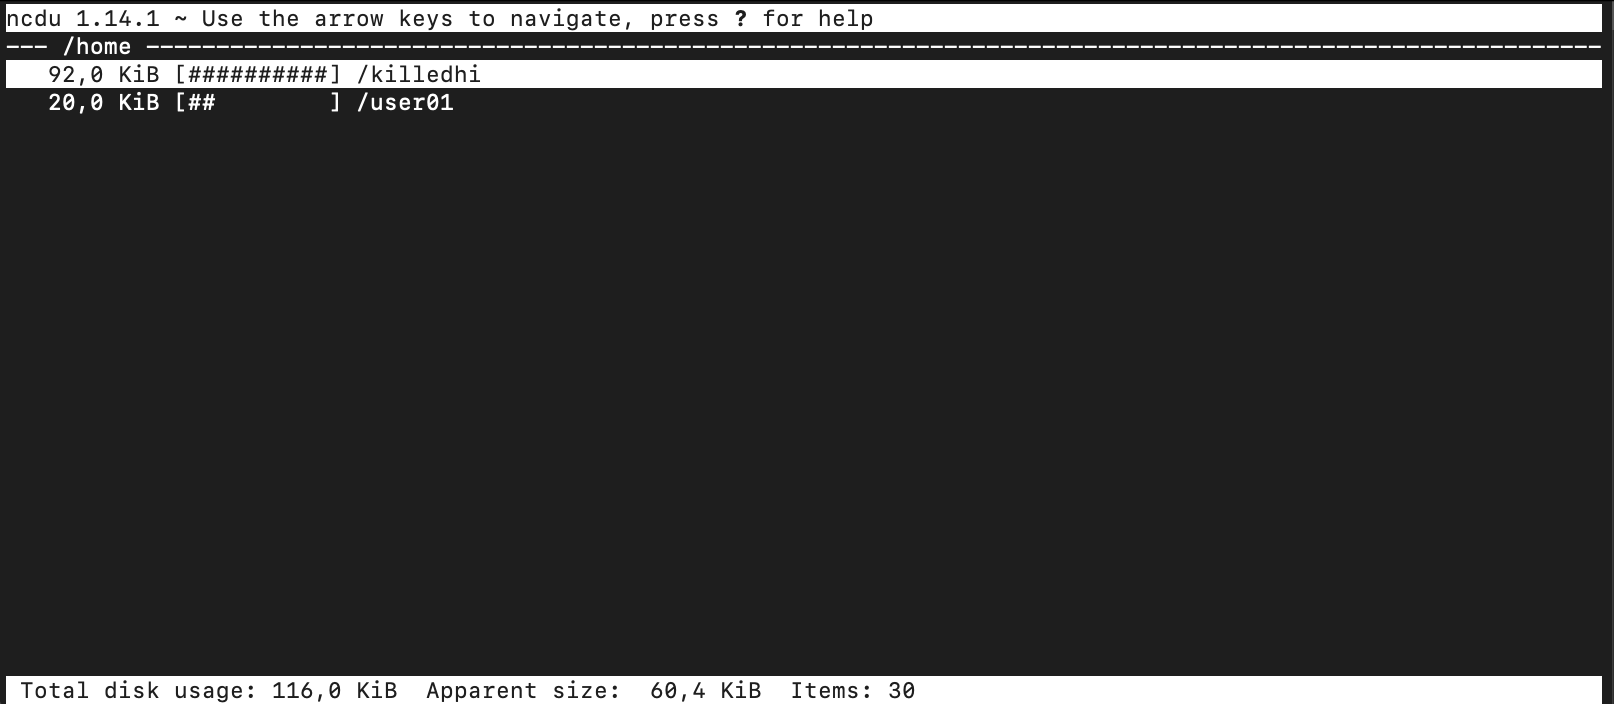 ncdu 1.14.1 ~ Use the arrow keys to navigate, press ? for help
--- /home --------------------------------------------------------------------------------------------------------
   92,0 KiB [##########] /killedhi
   20,0 KiB [##        ] /user01
 Total disk usage: 116,0 KiB  Apparent size:  60,4 KiB  Items: 30